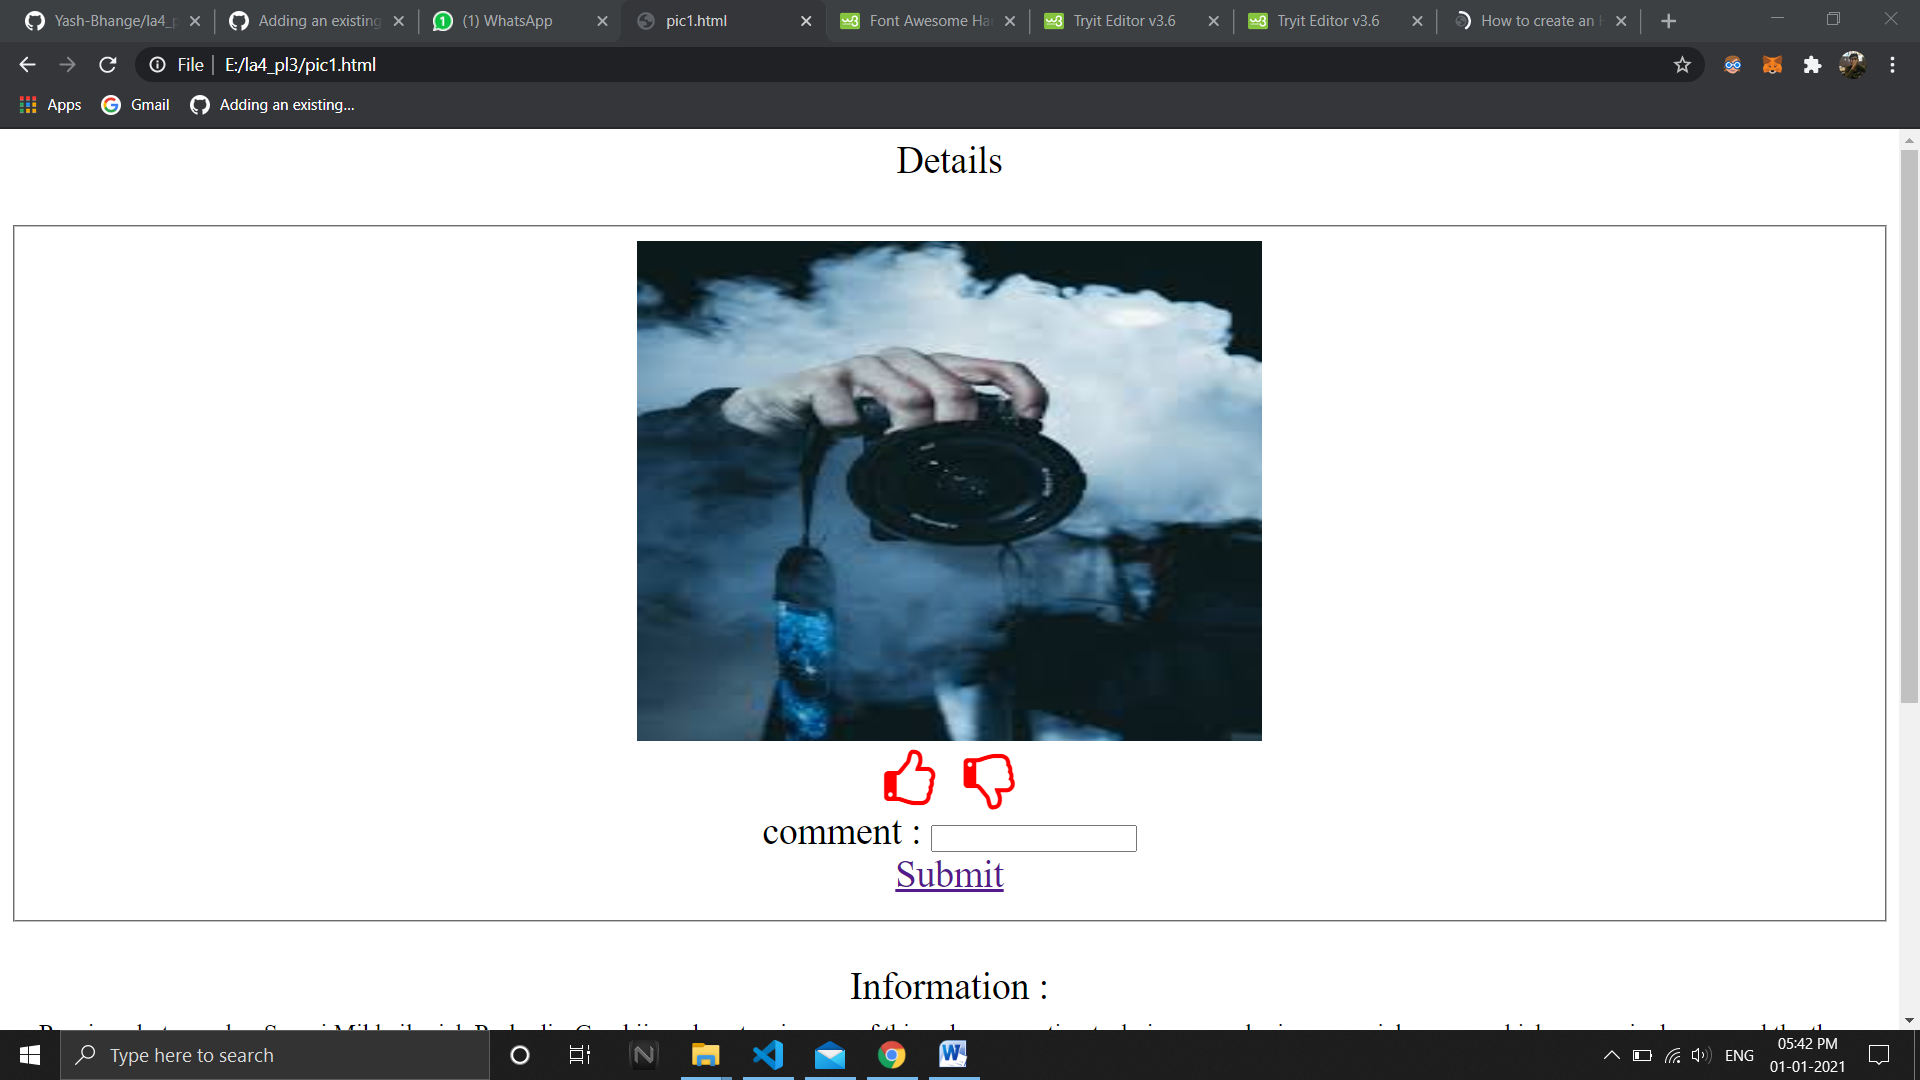 Yash-Bhange/la4_p
Adding an existing
(1) WhatsApp
pic1.html
Font Awesome Ha
Tryit Editor v3.6
Tryit Editor v3.6
How to create an
File
E:/la4_pl3/pic1.html
Apps
Gmail
Adding an existing...
Details
comment :
Submit
Information :
Type here to search
ENG
05:42 PM
01-01-2021